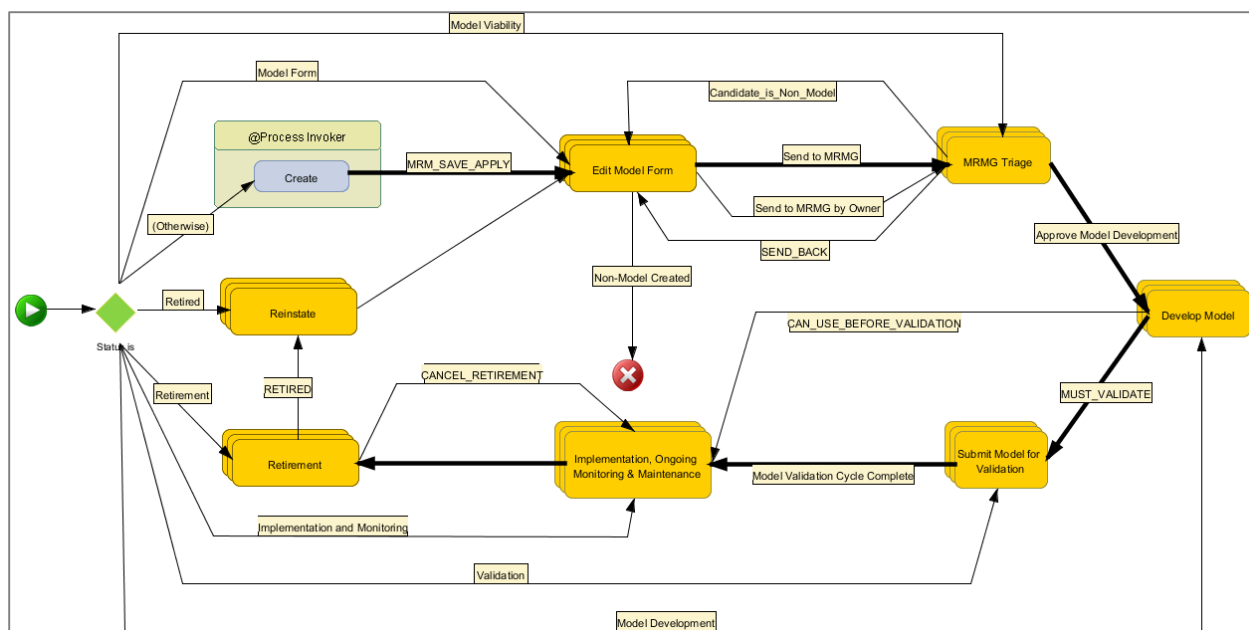 Model Viability
Model Form
Candidate_is_Non_Model
@Process Invoker
MRM_SAVE_APPLY
Send to MRMG
MRMG Triage
Create
Edit Model Form
Send to MRMG by Owner
(Otherwise)
Approve Model Development
SEND_BACK
Non-Model Created
Retired
Reinstate
Develop Model
CAN_USE_BEFORE_VALIDATION
Status is
CANCEL_RETIREMENT
RETIRED
Retirement
MUST_VALIDATE
Retirement
Implementation, Ongoing
Monitoring & Maintenance
Submit Model for
Validation
Model Validation Cycle Complete
Implementation and Monitoring
Validation
Model Development